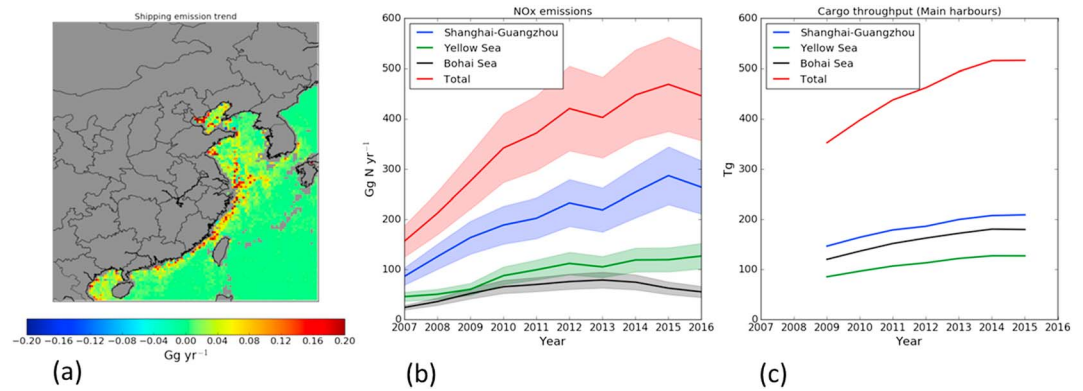 Shipping emission trend
−0.20 −0.16 −0.12 −0.08 −0.04 0.00 0.04 0.08 0.12 0.16 0.20
Gg yr⁻¹
(a)
NOx emissions
Shanghai-Guangzhou
Yellow Sea
Bohai Sea
Total
Gg N yr⁻¹
600
500
400
300
200
100
0
2007 2008 2009 2010 2011 2012 2013 2014 2015 2016
Year
(b)
Cargo throughput (Main harbours)
Shanghai-Guangzhou
Yellow Sea
Bohai Sea
Total
Tg
600
500
400
300
200
100
0
2007 2008 2009 2010 2011 2012 2013 2014 2015 2016
Year
(c)